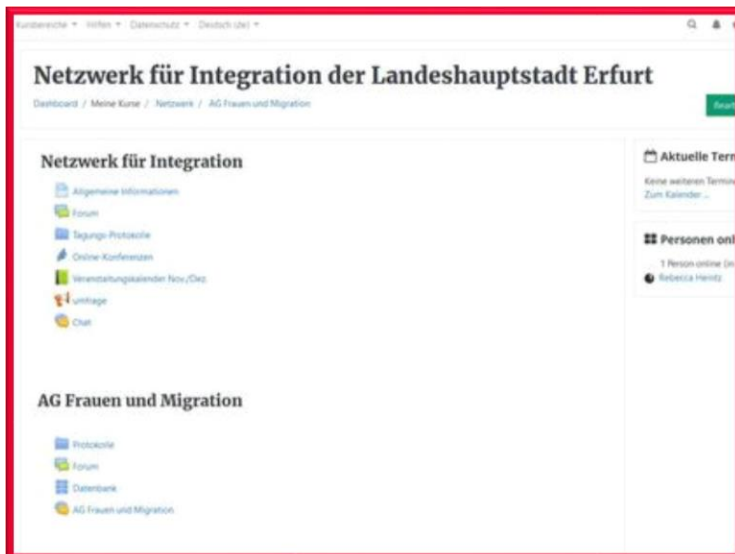 Kursbereiche Hilfen Datenschutz Deutsch (de)
Netzwerk für Integration der Landeshauptstadt Erfurt
Dashboard / Meine Kurse / Netzwerk / AG Frauen und Migration
Bearb
Netzwerk für Integration
Allgemeine Informationen
Forum
Tagungs-Protokolle
Online-Konferenzen
Veranstaltungskalender Nov./Dez.
umfrage
Chat
AG Frauen und Migration
Protokolle
Forum
Datenbank
AG Frauen und Migration
Aktuelle Term
Keine weiteren Termin
Zum Kalender ...
Personen onl
1 Person online (in
Rebecca